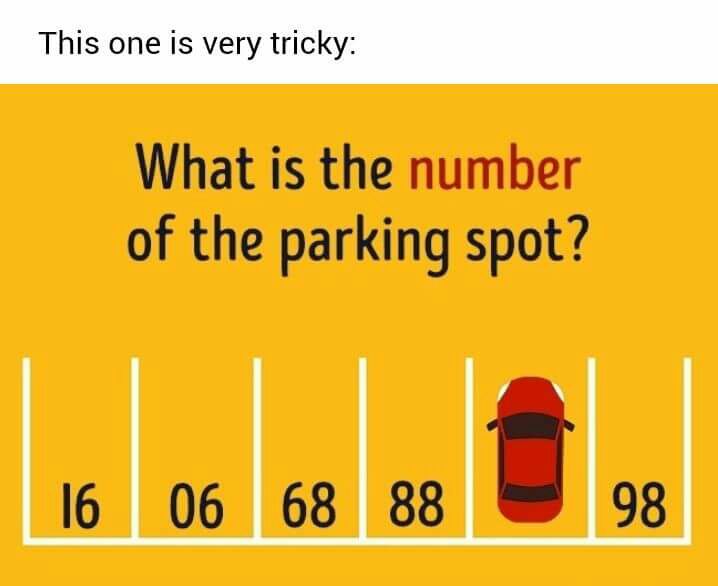 This one is very tricky:
What is the number
of the parking spot?
16 06 68 88 98